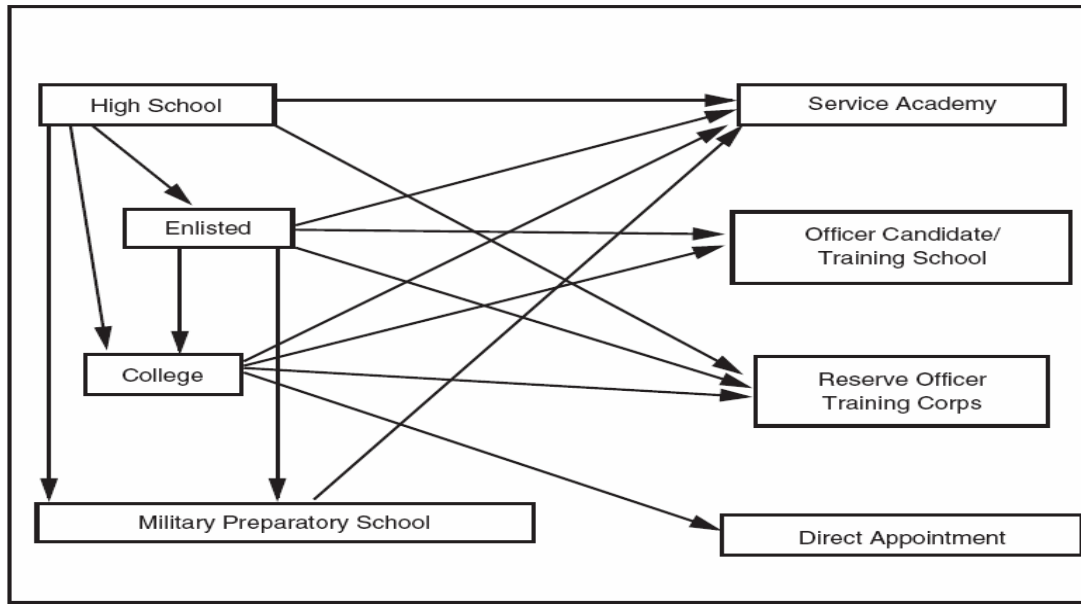 High School
Service Academy
Enlisted
Officer Candidate/
Training School
College
Reserve Officer
Training Corps
Military Preparatory School
Direct Appointment